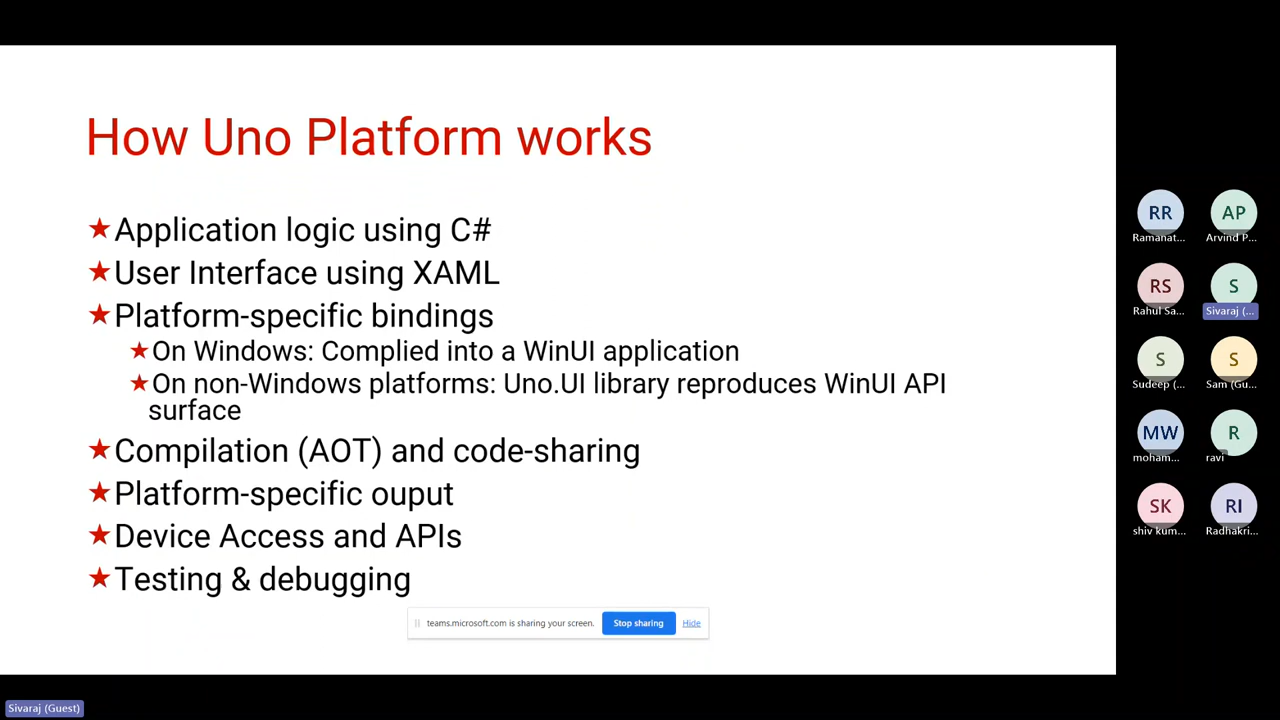 How Uno Platform works
Application logic using C#
User Interface using XAML
Platform-specific bindings
On Windows: Complied into a WinUI application
On non-Windows platforms: Uno.UI library reproduces WinUI API
surface
Compilation (AOT) and code-sharing
Platform-specific ouput
Device Access and APIs
Testing & debugging
teams.microsoft.com is sharing your screen. Stop sharing Hide
RR AP
Ramanat... Arvind P...
RS S
Rahul Sa... Sivaraj (...
S S
Sudeep (... Sam (Gu...
MW R
moham... ravi
SK RI
shiv kum... Radhakri...
Sivaraj (Guest)